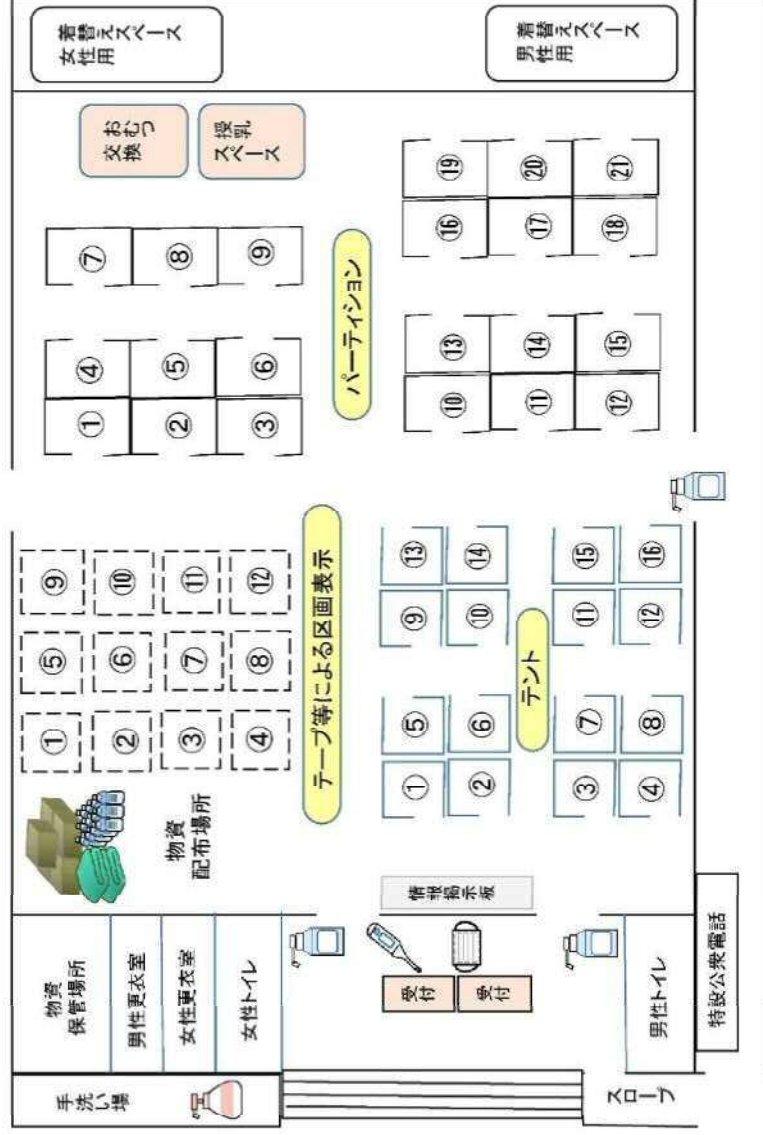 着替えスペース
女性用
着替えスペース
男性用
おむつ
交換
授乳
スペース
⑦
⑧
⑨
④
⑤
⑥
①
②
③
パーティション
⑲
⑳
㉑
⑯
⑰
⑱
⑬
⑭
⑮
⑩
⑪
⑫
⑨
⑩
⑪
⑫
⑤
⑥
⑦
⑧
①
②
③
④
テープ等による区画表示
⑬
⑭
⑮
⑯
⑨
⑩
⑪
⑫
テント
⑤
⑥
⑦
⑧
①
②
③
④
物資
配布場所
情報掲示板
物資
保管場所
男性更衣室
女性更衣室
女性トイレ
受付
受付
男性トイレ
特設公衆電話
手洗い場
スロープ